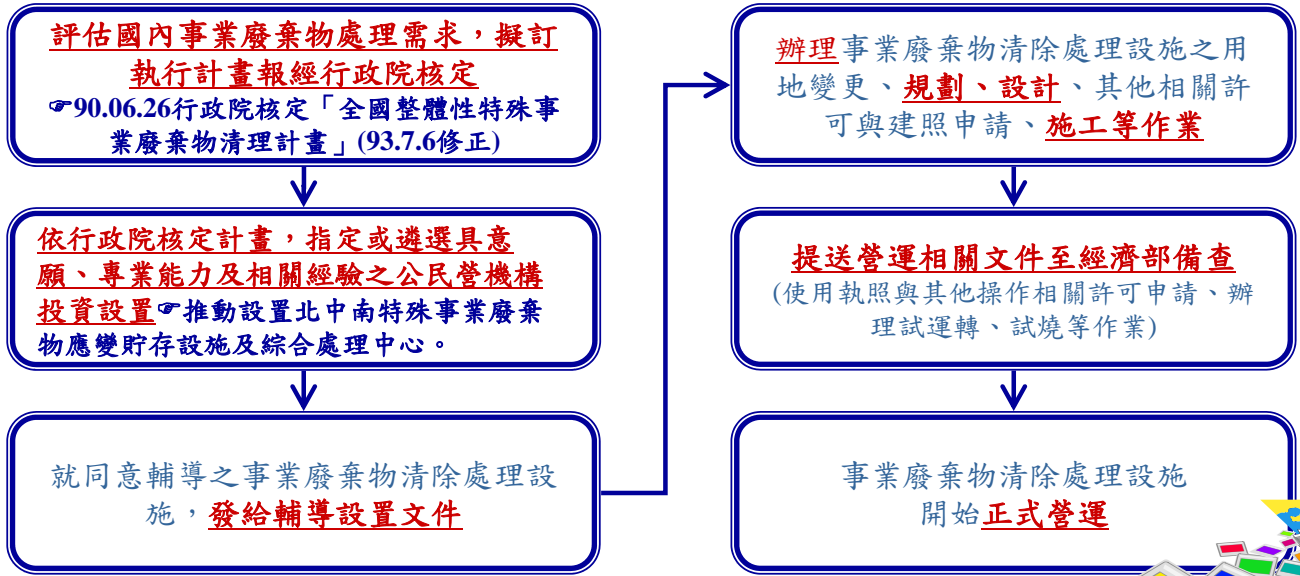 評估國內事業廢棄物處理需求，擬訂
執行計畫報經行政院核定
☞90.06.26行政院核定「全國整體性特殊事
業廢棄物清理計畫」(93.7.6修正)
依行政院核定計畫，指定或遴選具意
願、專業能力及相關經驗之公民營機構
投資設置☞推動設置北中南特殊事業廢棄
物應變貯存設施及綜合處理中心。
就同意輔導之事業廢棄物清除處理設
施，發給輔導設置文件
辦理事業廢棄物清除處理設施之用
地變更、規劃、設計、其他相關許
可與建照申請、施工等作業
提送營運相關文件至經濟部備查
(使用執照與其他操作相關許可申請、辦
理試運轉、試燒等作業)
事業廢棄物清除處理設施
開始正式營運